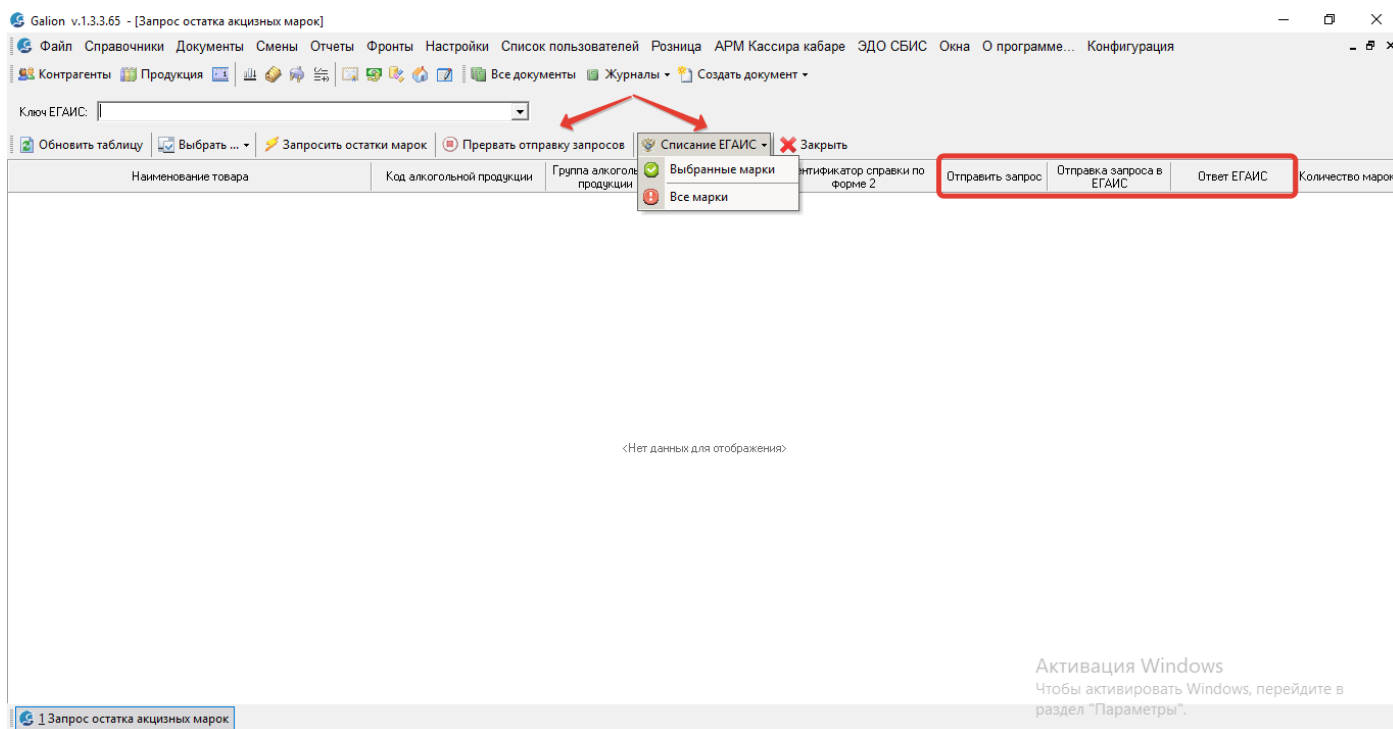 Galion v.1.3.3.65 - [Запрос остатка акцизных марок]
Файл Справочники Документы Смены Отчеты Фронты Настройки Список пользователей Розница АРМ Кассира кабаре ЭДО СБИС Окна О программе... Конфигурация
Контрагенты Продукция Все документы Журналы Создать документ
Ключ ЕГАИС:
Обновить таблицу Выбрать ... Запросить остатки марок Прервать отправку запросов Списание ЕГАИС Закрыть
Наименование товара
Код алкогольной продукции
Группа алкоголь
продукции
Выбранные марки
Все марки
нтификатор справки по
форме 2
Отправить запрос
Отправка запроса в
ЕГАИС
Ответ ЕГАИС
Количество марок
<Нет данных для отображения>
Активация Windows
Чтобы активировать Windows, перейдите в
раздел "Параметры".
1 Запрос остатка акцизных марок